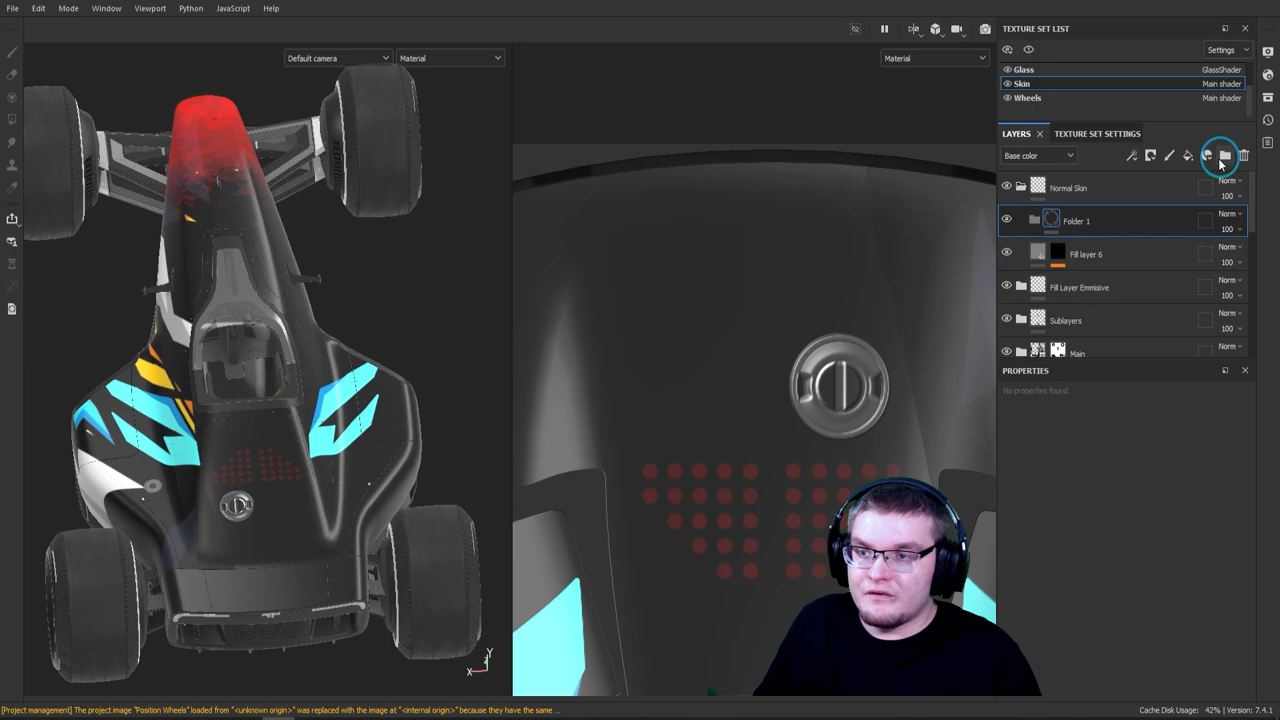 File Edit Mode Window Viewport Python JavaScript Help
Default camera
Material
Material
TEXTURE SET LIST
Settings
Glass GlassShader
Skin Main shader
Wheels Main shader
LAYERS
TEXTURE SET SETTINGS
Base color
Normal Skin
Norm
100
Folder 1
Norm
100
Fill layer 6
Norm
100
Fill Layer Emmisive
Norm
100
Sublayers
Norm
100
Main
Norm
PROPERTIES
No properties found
Y
X
Z
[Project management] The project image "Position Wheels" loaded from "<unknown origin>" was replaced with the image at "<internal origin>" because they have the same ...
Cache Disk Usage: 42% | Version: 7.4.1